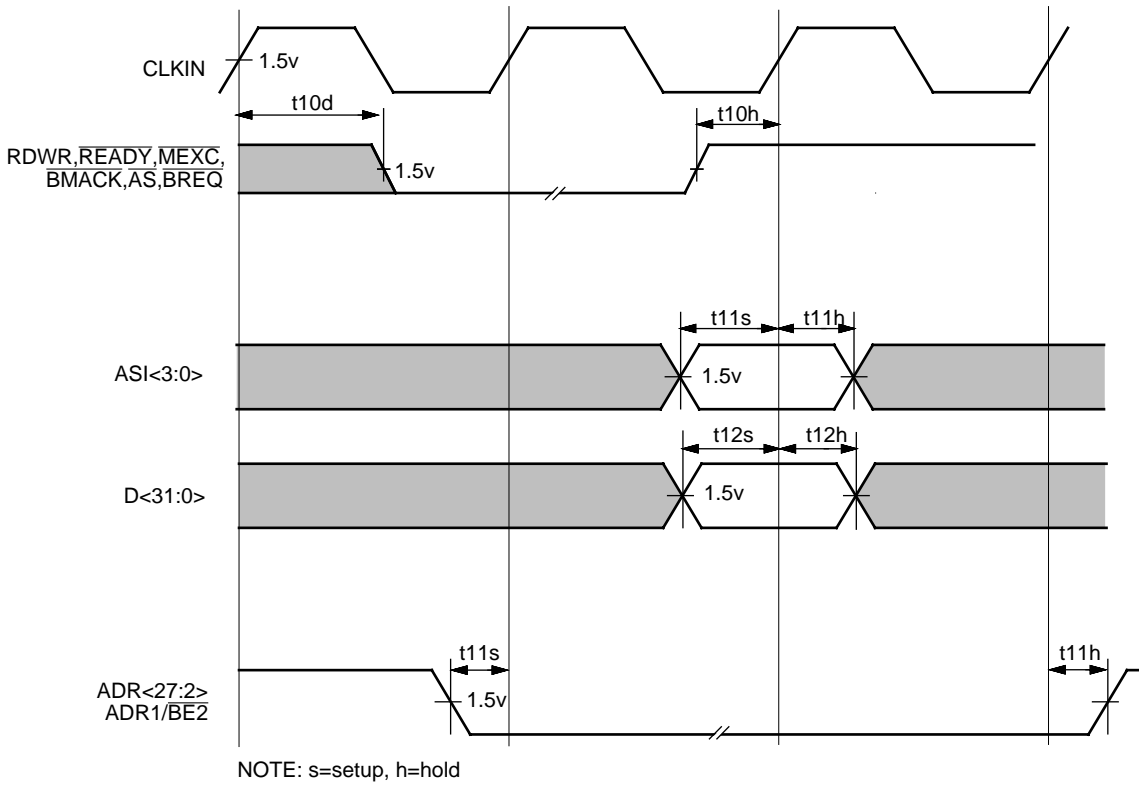 CLKIN
1.5v
t10d
t10h
RDWR,READY,MEXC,
BMACK,AS,BREQ
1.5v
t11s
t11h
ASI<3:0>
1.5v
t12s
t12h
D<31:0>
1.5v
t11s
t11h
ADR<27:2>
ADR1/BE2
1.5v
NOTE: s=setup, h=hold